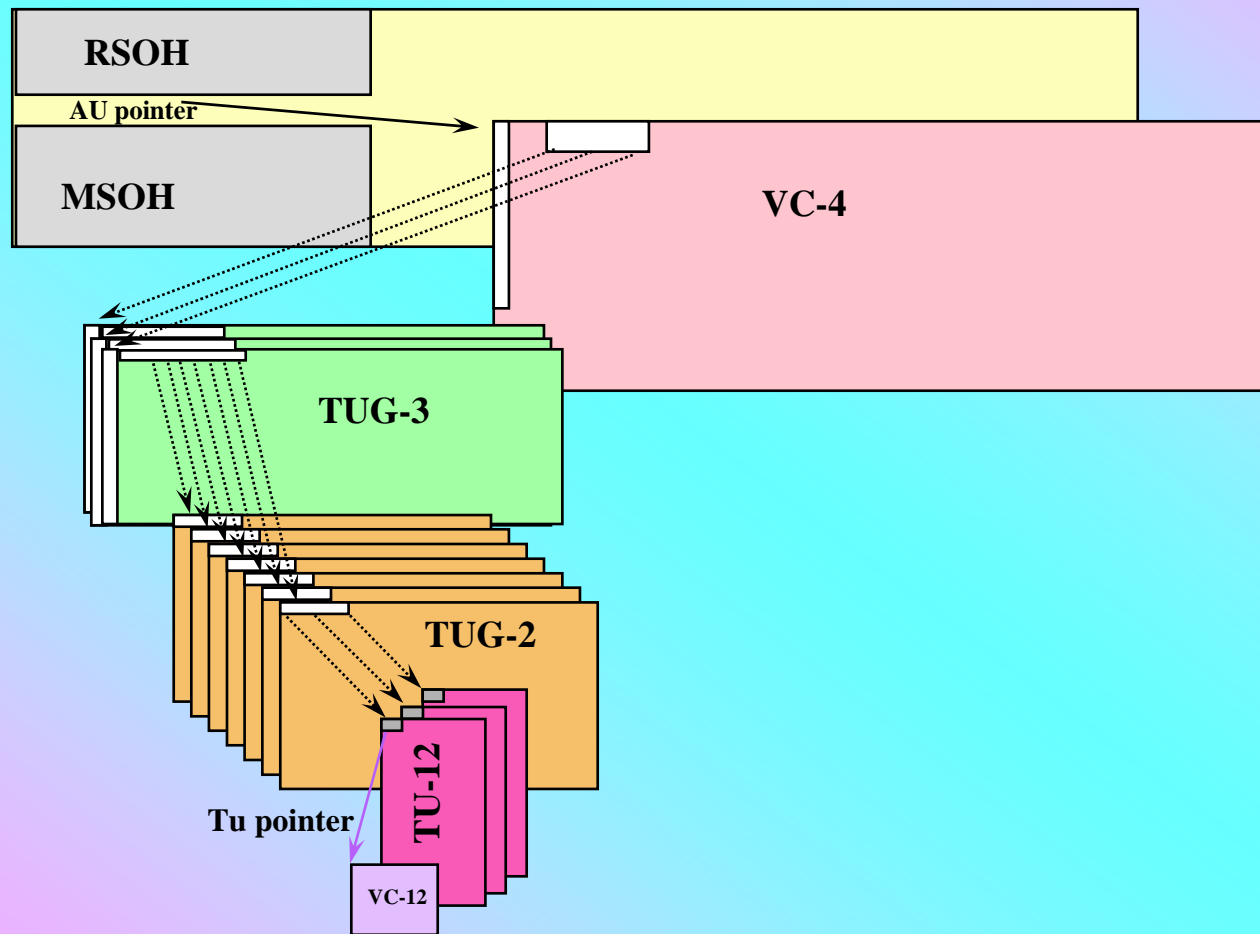 RSOH
AU pointer
MSOH
VC-4
TUG-3
TUG-2
TU-12
Tu pointer
VC-12